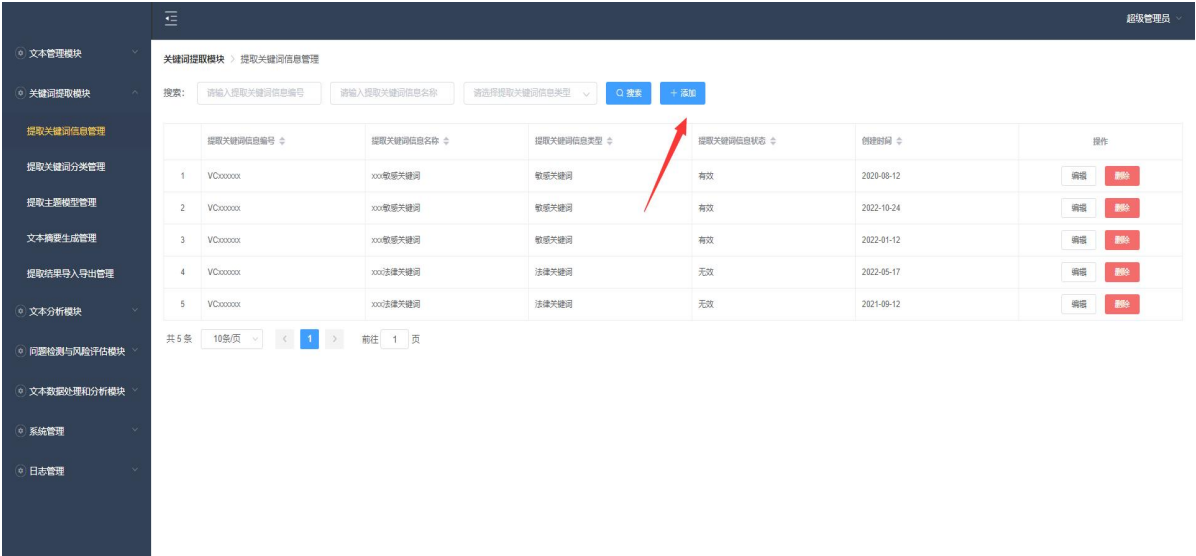 超级管理员
文本管理模块
关键词提取模块
提取关键词信息管理
提取关键词分类管理
提取主题模型管理
文本摘要生成管理
提取结果导入导出管理
文本分析模块
问题检测与风险评估模块
文本数据处理和分析模块
系统管理
日志管理
关键词提取模块 > 提取关键词信息管理
搜索: 请输入提取关键词信息编号 请输入提取关键词信息名称 请选择提取关键词信息类型 搜索 + 添加
提取关键词信息编号 提取关键词信息名称 提取关键词信息类型 提取关键词信息状态 创建时间 操作
1 VCxxxxxx xxx敏感关键词 敏感关键词 有效 2020-08-12 编辑 删除
2 VCxxxxxx xxx敏感关键词 敏感关键词 有效 2022-10-24 编辑 删除
3 VCxxxxxx xxx敏感关键词 敏感关键词 有效 2022-01-12 编辑 删除
4 VCxxxxxx xxx法律关键词 法律关键词 无效 2022-05-17 编辑 删除
5 VCxxxxxx xxx法律关键词 法律关键词 无效 2021-09-12 编辑 删除
共 5 条 10条/页 < 1 > 前往 1 页